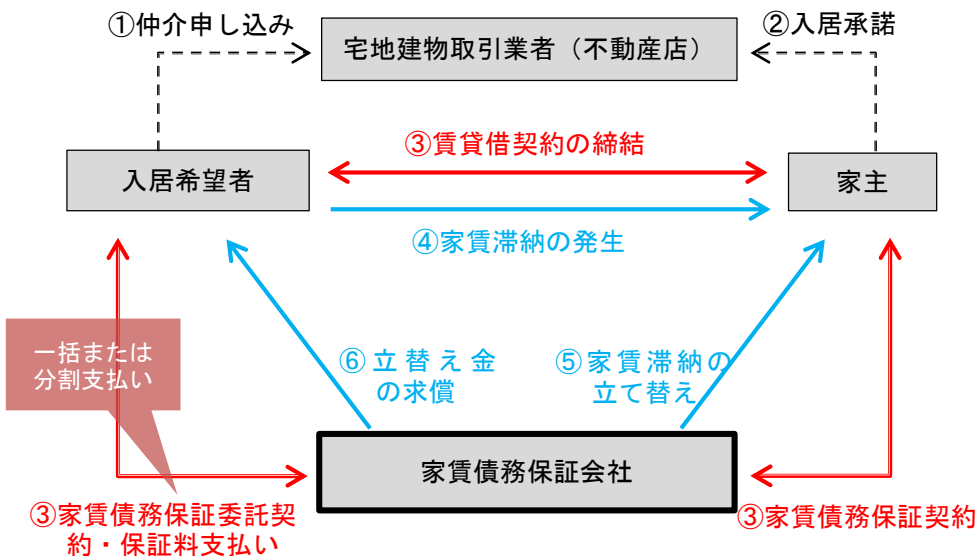 ①仲介申し込み
②入居承諾
宅地建物取引業者（不動産店）
③賃貸借契約の締結
入居希望者
家主
④家賃滞納の発生
一括または
分割支払い
⑥立替え金
の求償
⑤家賃滞納の
立て替え
家賃債務保証会社
③家賃債務保証委託契
約・保証料支払い
③家賃債務保証契約